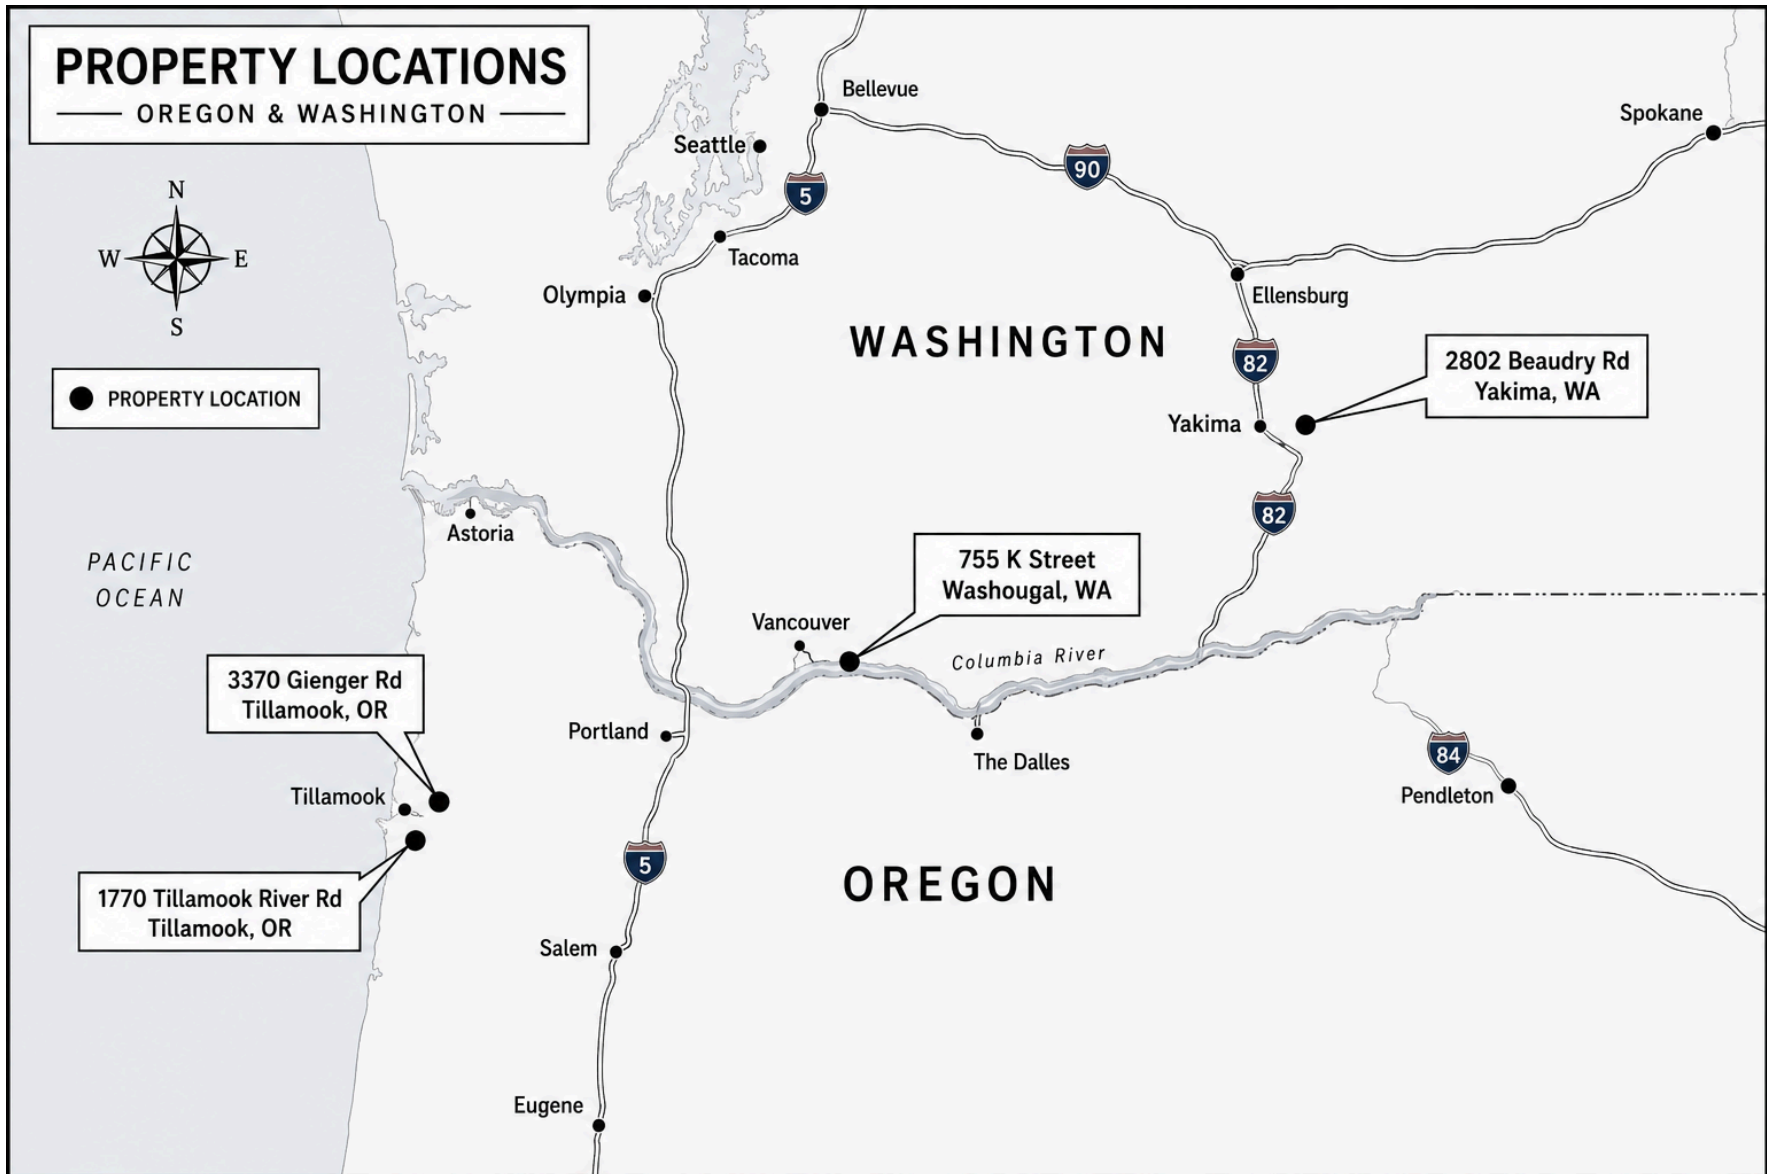 PROPERTY LOCATIONS
OREGON & WASHINGTON
N
W
E
S
PROPERTY LOCATION
Bellevue
Seattle
5
90
Spokane
Tacoma
Olympia
Ellensburg
WASHINGTON
82
2802 Beaudry Rd
Yakima, WA
Yakima
82
Astoria
PACIFIC
OCEAN
755 K Street
Washougal, WA
Vancouver
Columbia River
3370 Gienger Rd
Tillamook, OR
Portland
The Dalles
84
Pendleton
Tillamook
5
OREGON
1770 Tillamook River Rd
Tillamook, OR
Salem
Eugene